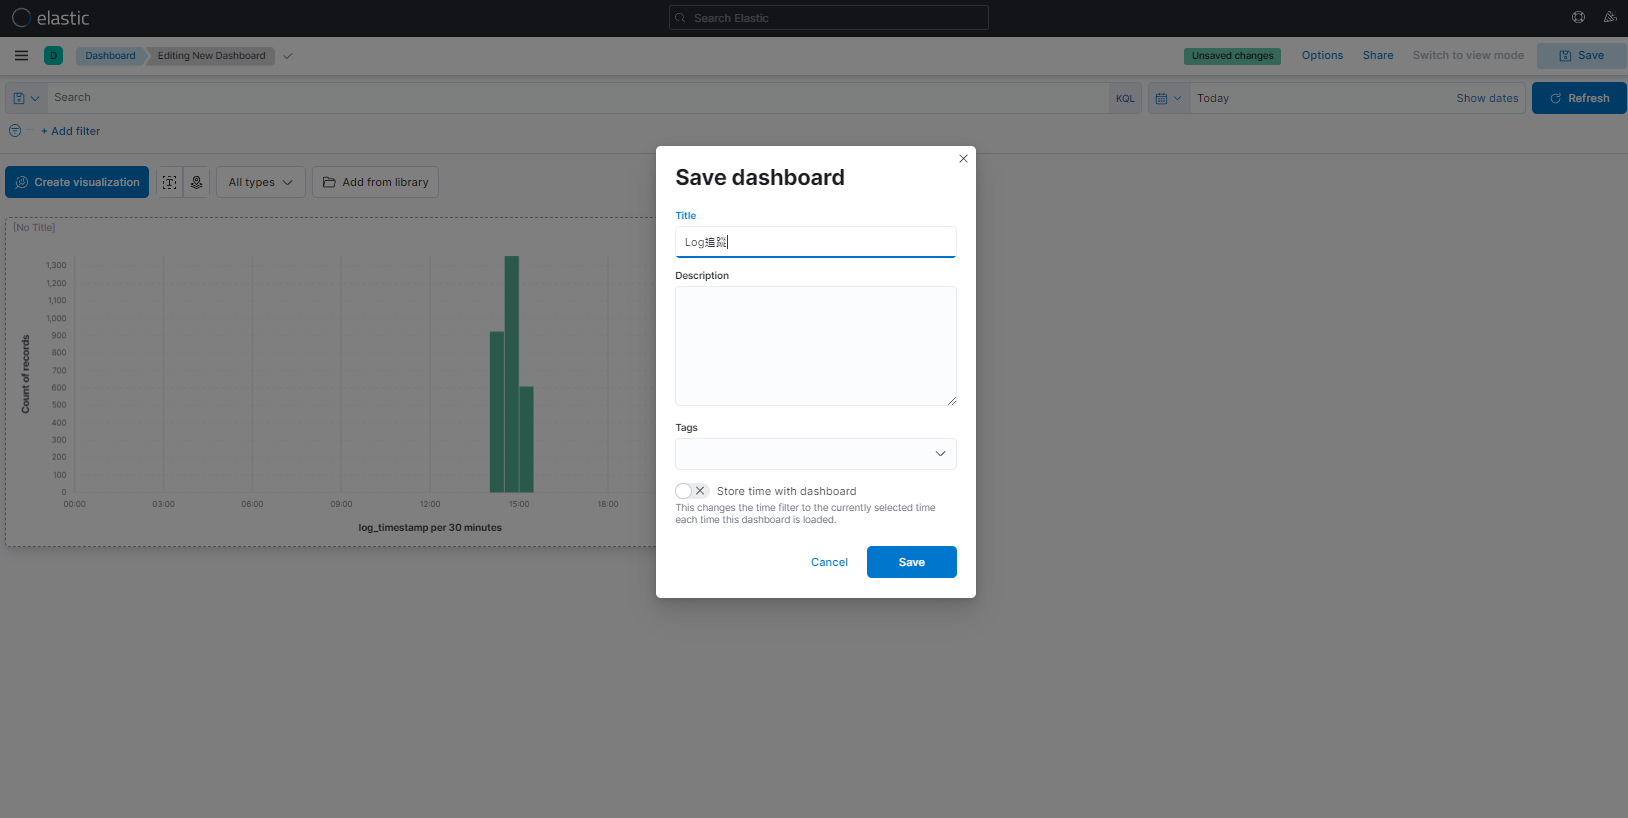 elastic
Search Elastic
D
Dashboard
Editing New Dashboard
Unsaved changes
Options
Share
Switch to view mode
Save
Search
KQL
Today
Show dates
Refresh
+ Add filter
Create visualization
All types
Add from library
[No Title]
Count of records
1,300
1,200
1,100
1,000
900
800
700
600
500
400
300
200
100
0
00:00
03:00
06:00
09:00
12:00
15:00
18:00
log_timestamp per 30 minutes
Save dashboard
Title
Log追蹤
Description
Tags
Store time with dashboard
This changes the time filter to the currently selected time
each time this dashboard is loaded.
Cancel
Save